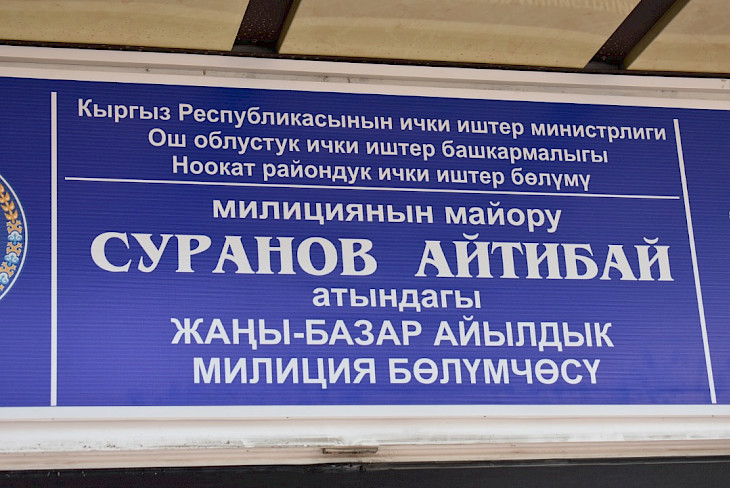 Кыргыз Республикасынын ички иштер министрлиги
Ош облустук ички иштер башкармалыгы
Ноокат райондук ички иштер бөлүмү
милициянын майору
СУРАНОВ АЙТИБАЙ
атындагы
ЖАҢЫ-БАЗАР АЙЫЛДЫК
МИЛИЦИЯ БӨЛҮМЧӨСҮ